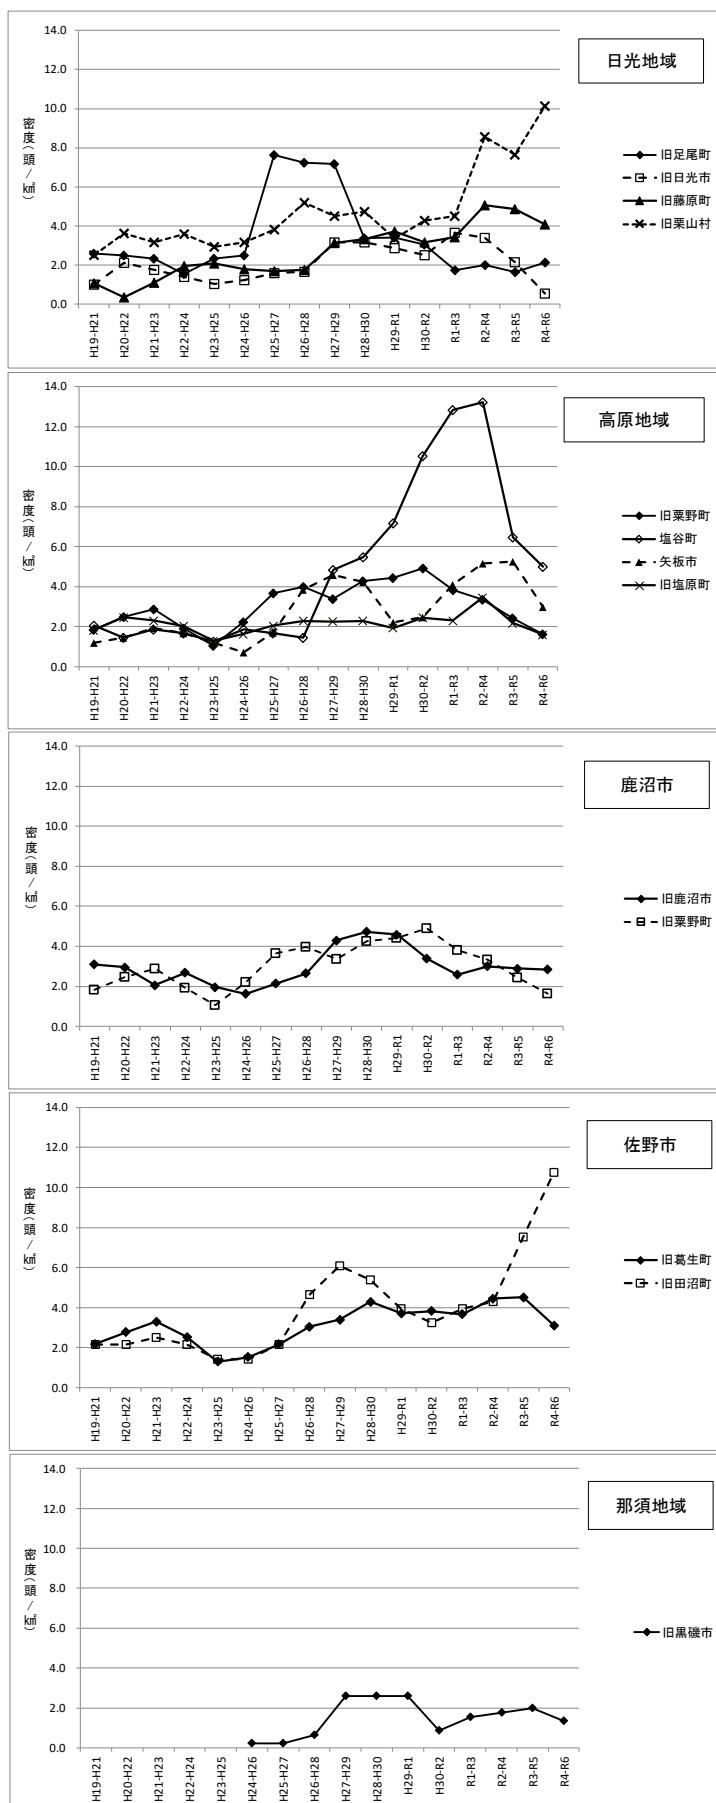 日光地域
密度(頭/㎢)
14.0
12.0
10.0
8.0
6.0
4.0
2.0
0.0
旧足尾町
旧日光市
旧藤原町
旧栗山村
H19-H21
H20-H22
H21-H23
H22-H24
H23-H25
H24-H26
H25-H27
H26-H28
H27-H29
H28-H30
H29-R1
H30-R2
R1-R3
R2-R4
R3-R5
R4-R6
高原地域
密度(頭/㎢)
14.0
12.0
10.0
8.0
6.0
4.0
2.0
0.0
旧粟野町
塩谷町
矢板市
旧塩原町
H19-H21
H20-H22
H21-H23
H22-H24
H23-H25
H24-H26
H25-H27
H26-H28
H27-H29
H28-H30
H29-R1
H30-R2
R1-R3
R2-R4
R3-R5
R4-R6
鹿沼市
密度(頭/㎢)
14.0
12.0
10.0
8.0
6.0
4.0
2.0
0.0
旧鹿沼市
旧粟野町
H19-H21
H20-H22
H21-H23
H22-H24
H23-H25
H24-H26
H25-H27
H26-H28
H27-H29
H28-H30
H29-R1
H30-R2
R1-R3
R2-R4
R3-R5
R4-R6
佐野市
密度(頭/㎢)
14.0
12.0
10.0
8.0
6.0
4.0
2.0
0.0
旧葛生町
旧田沼町
H19-H21
H20-H22
H21-H23
H22-H24
H23-H25
H24-H26
H25-H27
H26-H28
H27-H29
H28-H30
H29-R1
H30-R2
R1-R3
R2-R4
R3-R5
R4-R6
那須地域
密度(頭/㎢)
14.0
12.0
10.0
8.0
6.0
4.0
2.0
0.0
旧黒磯市
H19-H21
H20-H22
H21-H23
H22-H24
H23-H25
H24-H26
H25-H27
H26-H28
H27-H29
H28-H30
H29-R1
H30-R2
R1-R3
R2-R4
R3-R5
R4-R6